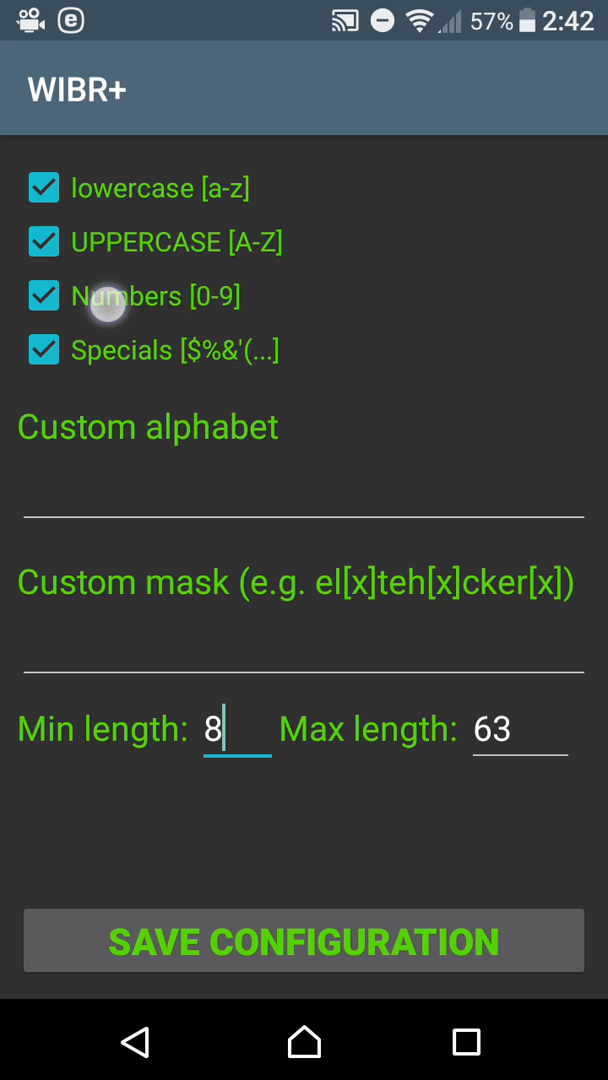 57% 2:42
WIBR+
lowercase [a-z]
UPPERCASE [A-Z]
Numbers [0-9]
Specials [$%&'(...]
Custom alphabet
Custom mask (e.g. el[x]teh[x]cker[x])
Min length: 8 Max length: 63
SAVE CONFIGURATION